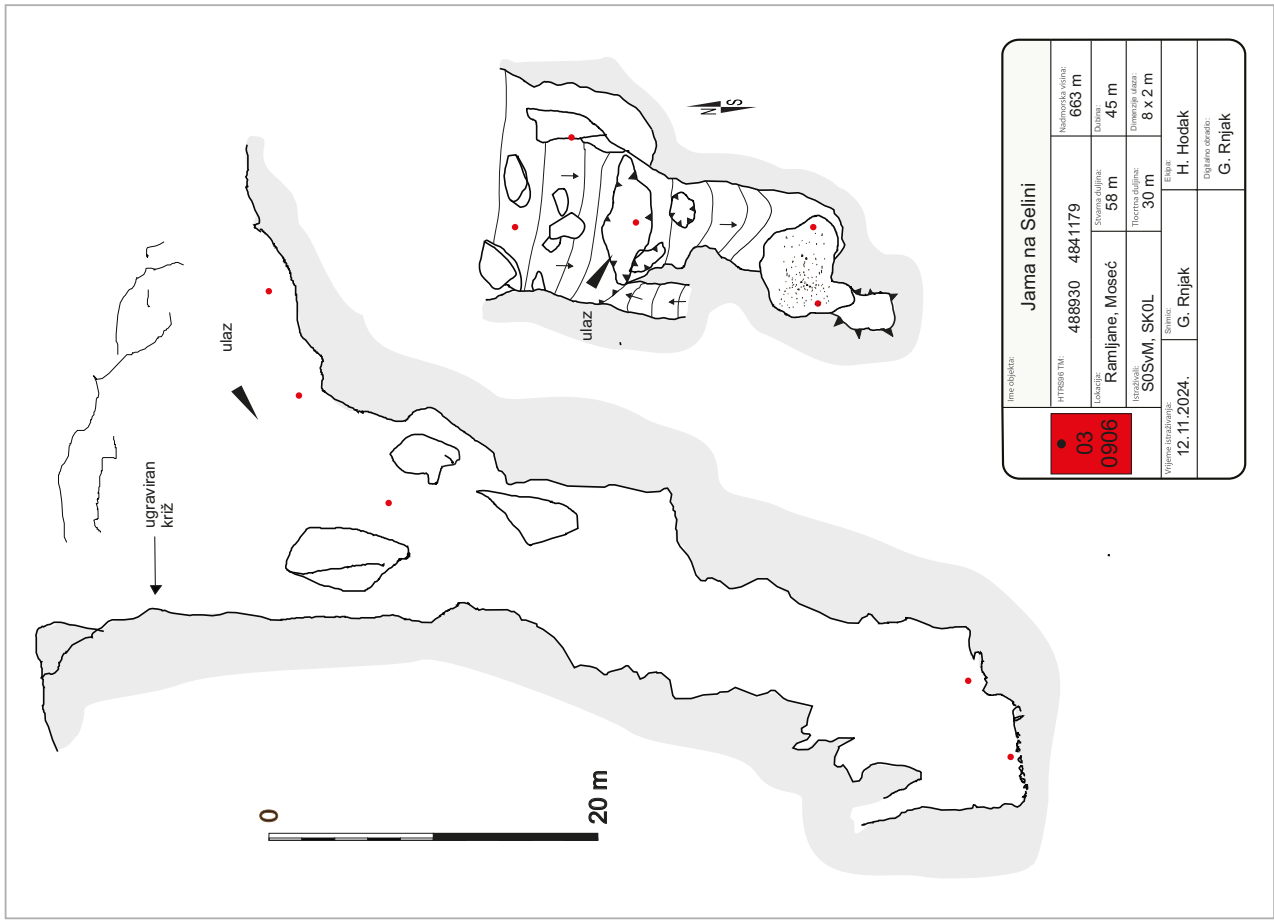 ulaz
ugraviran
križ
0
20 m
N
S
ulaz
Ime objekta:
Jama na Selini
03
0906
HTRS96 TM:
488930 4841179
Nadmorska visina:
663 m
Lokacija:
Ramljane, Moseć
Stvarna duljina:
58 m
Dubina:
45 m
Istraživali:
SOSvM, SKOL
Tlocrtna duljina:
30 m
Dimenzije ulaza:
8 x 2 m
Vrijeme istraživanja:
12.11.2024.
Snimio:
G. Rnjak
Ekipa:
H. Hodak
Digitalno obradio:
G. Rnjak